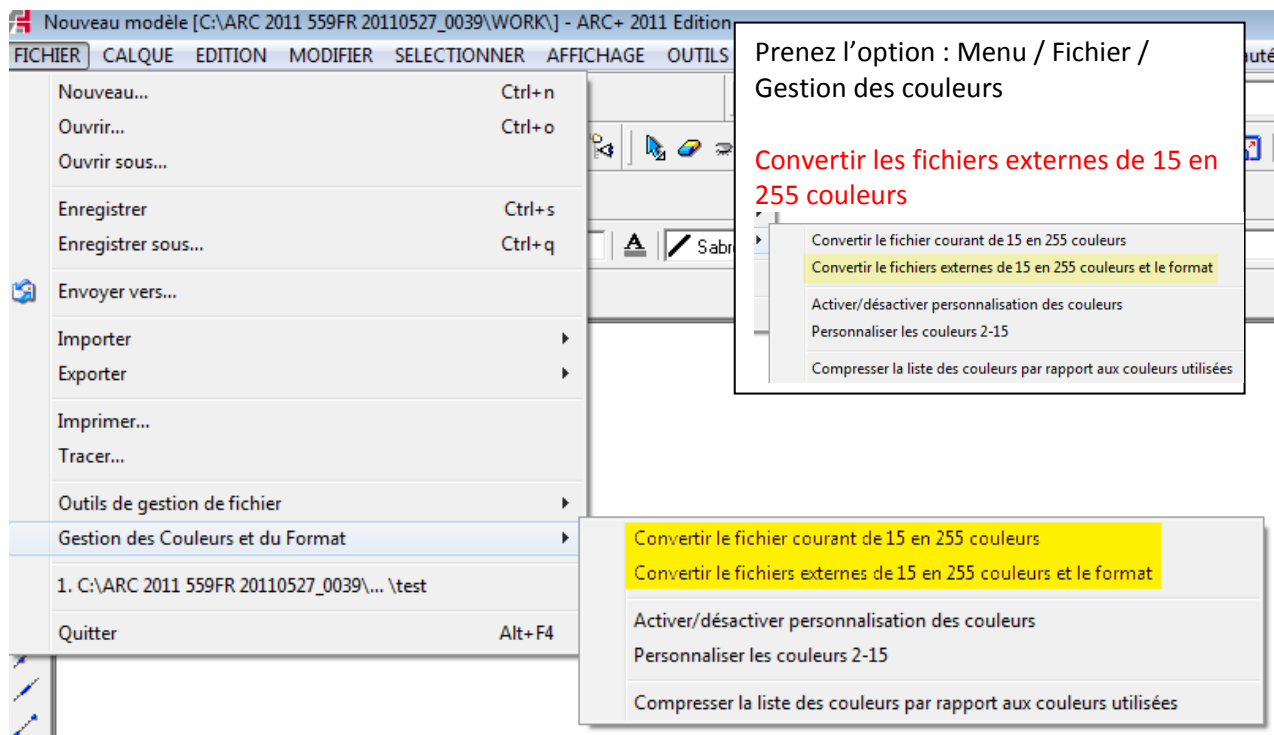 Nouveau modèle [C:\ARC 2011 559FR 20110527_0039\WORK\] - ARC+ 2011 Edition
FICHIER CALQUE EDITION MODIFIER SELECTIONNER AFFICHAGE OUTILS
Nouveau... Ctrl+n
Ouvrir... Ctrl+o
Ouvrir sous...
Enregistrer Ctrl+s
Enregistrer sous... Ctrl+q
Envoyer vers...
Importer
Exporter
Imprimer...
Tracer...
Outils de gestion de fichier
Gestion des Couleurs et du Format
1. C:\ARC 2011 559FR 20110527_0039\... \test
Quitter Alt+F4
Prenez l’option : Menu / Fichier /
Gestion des couleurs
Convertir les fichiers externes de 15 en
255 couleurs
Convertir le fichier courant de 15 en 255 couleurs
Convertir le fichiers externes de 15 en 255 couleurs et le format
Activer/désactiver personnalisation des couleurs
Personnaliser les couleurs 2-15
Compresser la liste des couleurs par rapport aux couleurs utilisées
Convertir le fichier courant de 15 en 255 couleurs
Convertir le fichiers externes de 15 en 255 couleurs et le format
Activer/désactiver personnalisation des couleurs
Personnaliser les couleurs 2-15
Compresser la liste des couleurs par rapport aux couleurs utilisées